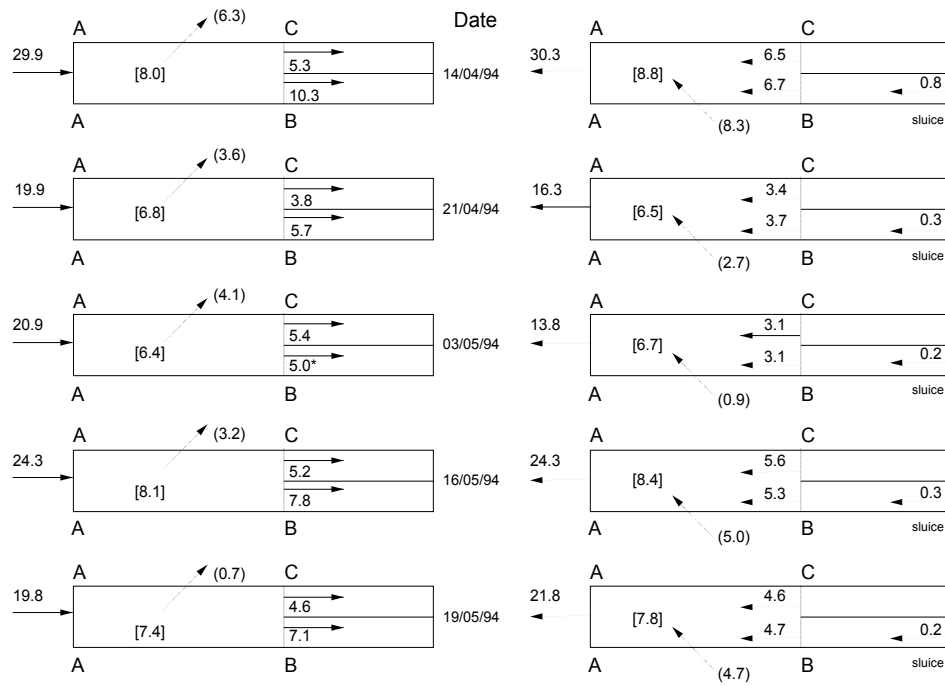 A C Date A C
(6.3)
29.9 [8.0] 5.3 14/04/94 30.3 [8.8] 6.5
10.3 6.7 0.8
A B (8.3) A B sluice
A C A C
(3.6)
19.9 [6.8] 3.8 21/04/94 16.3 [6.5] 3.4
5.7 3.7 0.3
A B (2.7) A B sluice
A C A C
(4.1)
20.9 [6.4] 5.4 03/05/94 13.8 [6.7] 3.1
5.0* 3.1 0.2
A B (0.9) A B sluice
A C A C
(3.2)
24.3 [8.1] 5.2 16/05/94 24.3 [8.4] 5.6
7.8 5.3 0.3
A B (5.0) A B sluice
A C A C
(0.7)
19.8 [7.4] 4.6 19/05/94 21.8 [7.8] 4.6
7.1 4.7 0.2
A B (4.7) A B sluice